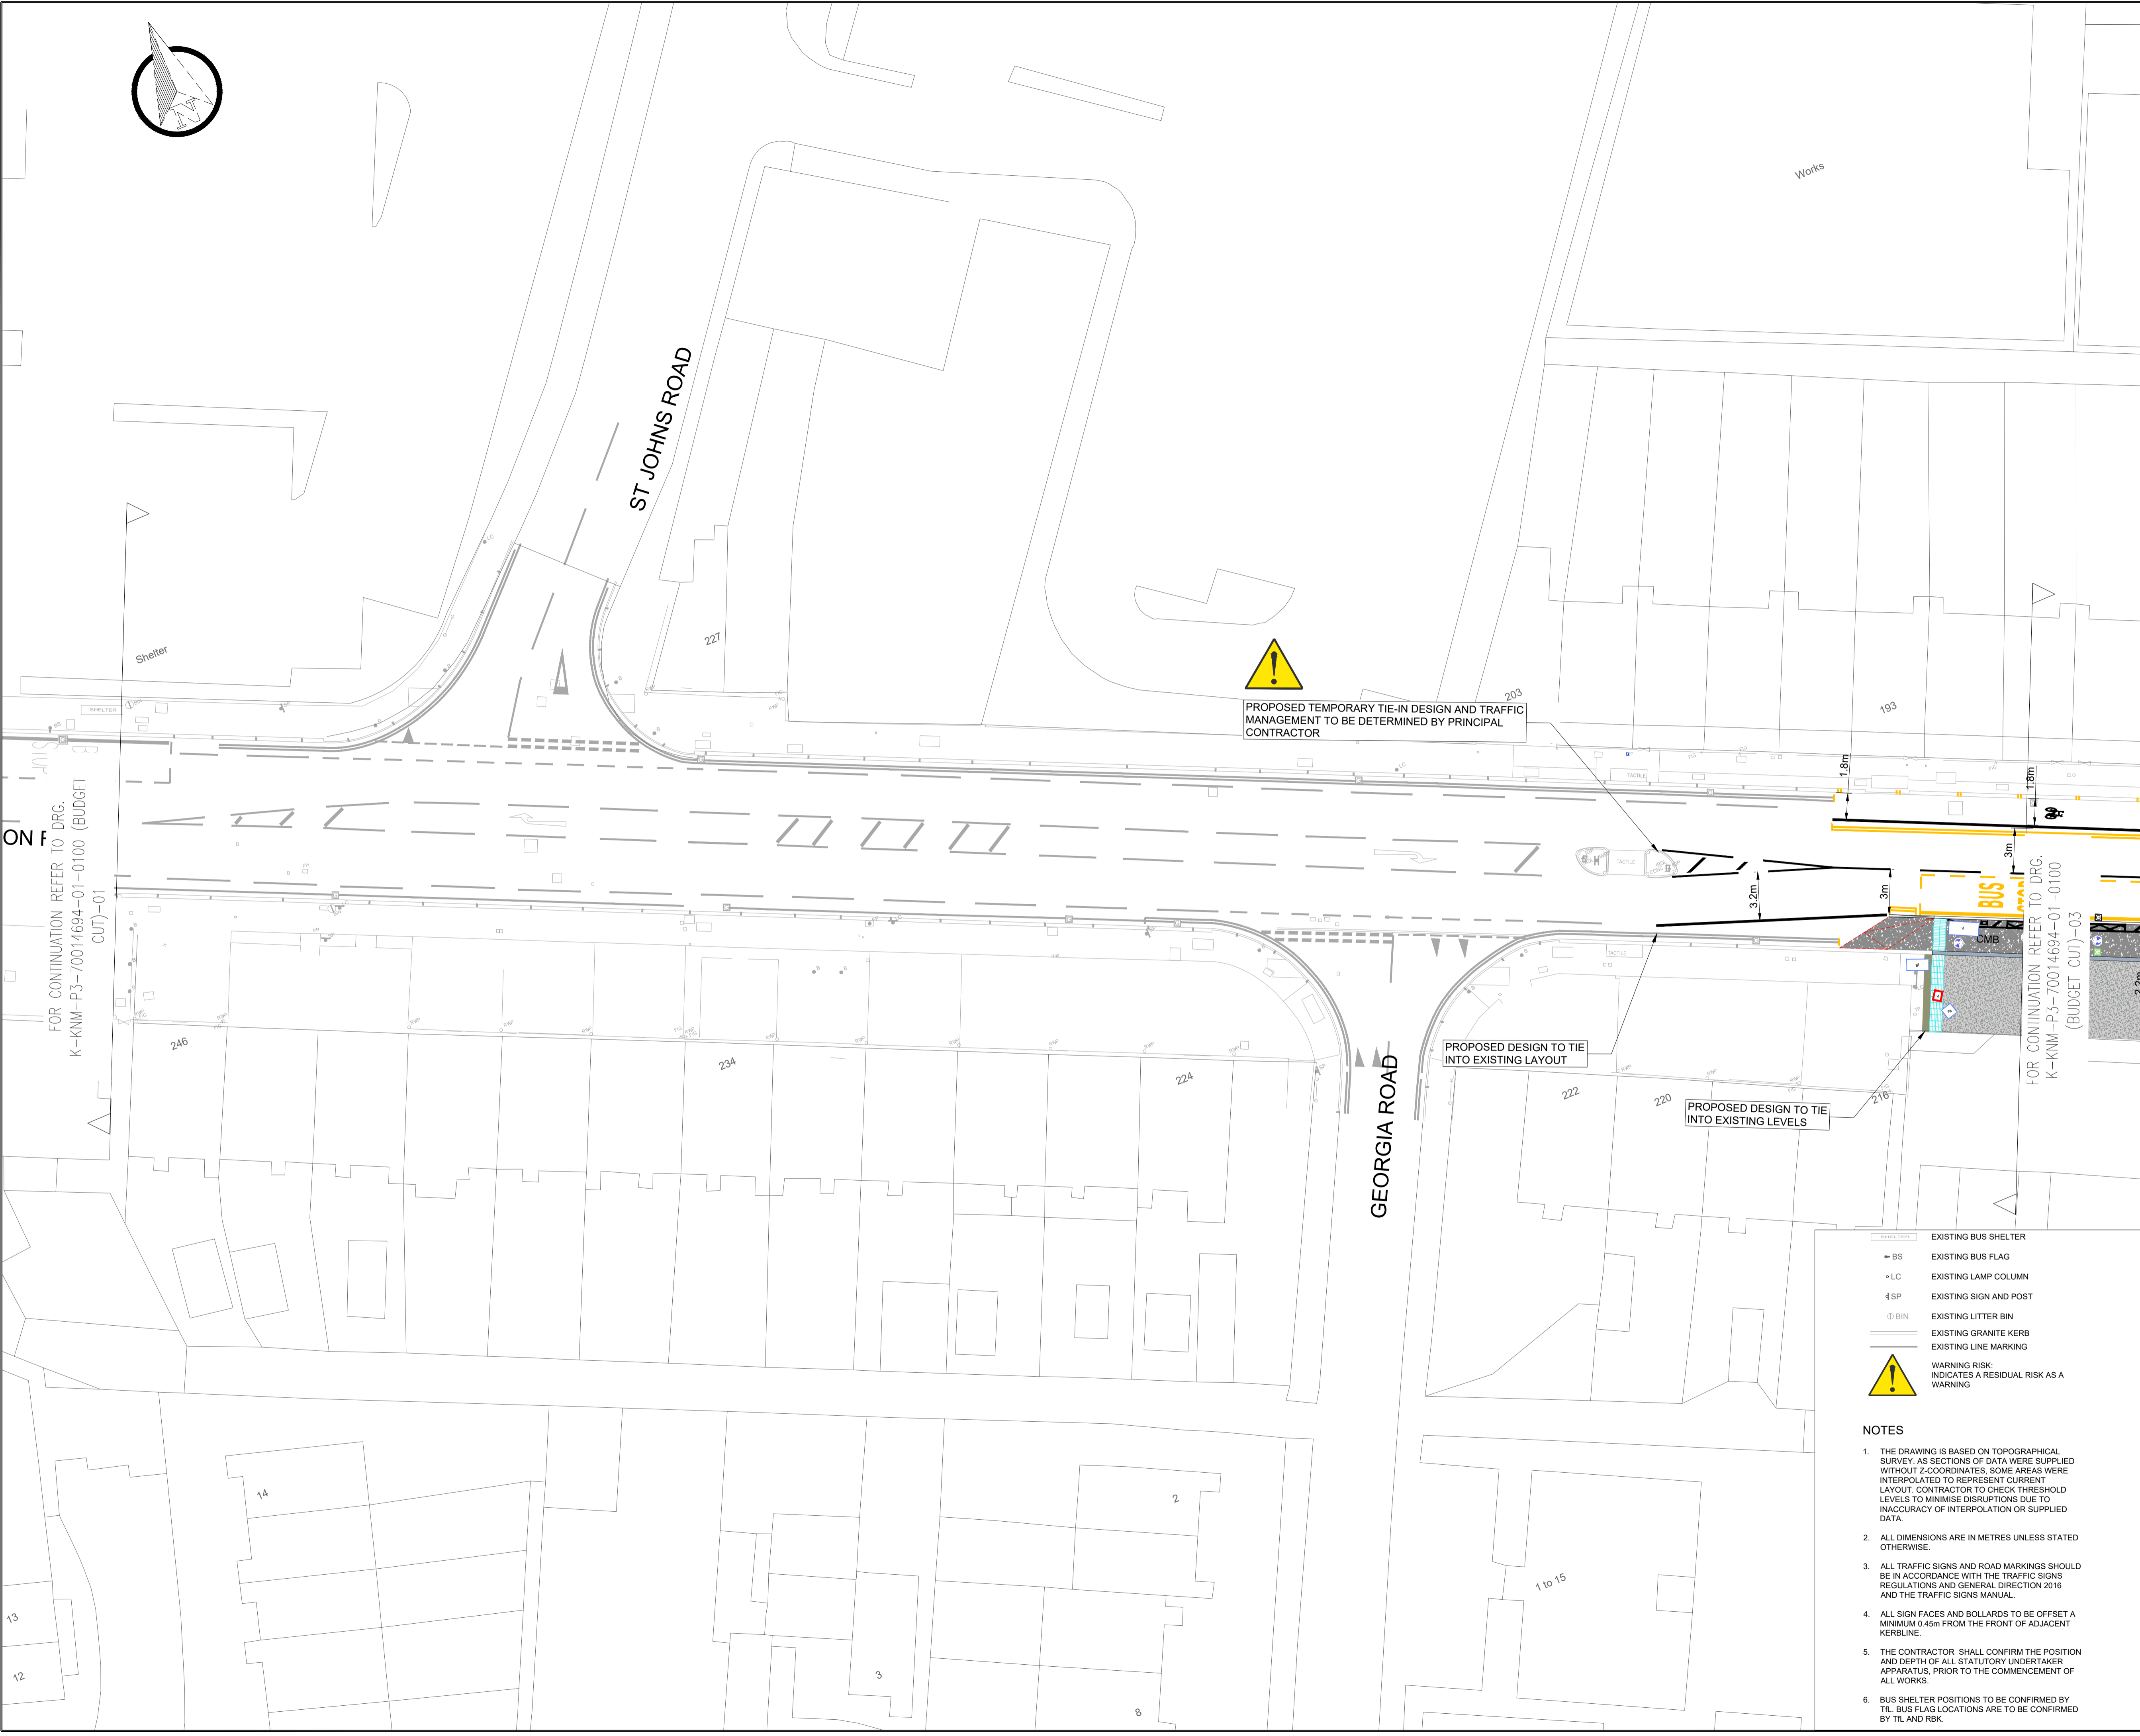 N
Works
ST JOHNS ROAD
Shelter
227
203
193
PROPOSED TEMPORARY TIE-IN DESIGN AND TRAFFIC
MANAGEMENT TO BE DETERMINED BY PRINCIPAL
CONTRACTOR
SHELTER
BS
LC
LC
TACTILE
TACTILE
TACTILE
1.8m
1.8m
3m
3m
3.2m
BUS
CMB
2.2m
FOR CONTINUATION REFER TO DRG.
K-KNM-P3-70014694-01-0100 (BUDGET
CUT)-01
FOR CONTINUATION REFER TO DRG.
K-KNM-P3-70014694-01-0100
(BUDGET CUT)-03
246
234
224
222
220
216
GEORGIA ROAD
PROPOSED DESIGN TO TIE
INTO EXISTING LAYOUT
PROPOSED DESIGN TO TIE
INTO EXISTING LEVELS
14
13
12
2
3
8
1 to 15
SHELTER EXISTING BUS SHELTER
BS EXISTING BUS FLAG
LC EXISTING LAMP COLUMN
SP EXISTING SIGN AND POST
BIN EXISTING LITTER BIN
EXISTING GRANITE KERB
EXISTING LINE MARKING
WARNING RISK:
INDICATES A RESIDUAL RISK AS A
WARNING
NOTES
1. THE DRAWING IS BASED ON TOPOGRAPHICAL
SURVEY. AS SECTIONS OF DATA WERE SUPPLIED
WITHOUT Z-COORDINATES, SOME AREAS WERE
INTERPOLATED TO REPRESENT CURRENT
LAYOUT. CONTRACTOR TO CHECK THRESHOLD
LEVELS TO MINIMISE DISRUPTIONS DUE TO
INACCURACY OF INTERPOLATION OR SUPPLIED
DATA.
2. ALL DIMENSIONS ARE IN METRES UNLESS STATED
OTHERWISE.
3. ALL TRAFFIC SIGNS AND ROAD MARKINGS SHOULD
BE IN ACCORDANCE WITH THE TRAFFIC SIGNS
REGULATIONS AND GENERAL DIRECTION 2016
AND THE TRAFFIC SIGNS MANUAL.
4. ALL SIGN FACES AND BOLLARDS TO BE OFFSET A
MINIMUM 0.45m FROM THE FRONT OF ADJACENT
KERBLINE.
5. THE CONTRACTOR SHALL CONFIRM THE POSITION
AND DEPTH OF ALL STATUTORY UNDERTAKER
APPARATUS, PRIOR TO THE COMMENCEMENT OF
ALL WORKS.
6. BUS SHELTER POSITIONS TO BE CONFIRMED BY
TfL. BUS FLAG LOCATIONS ARE TO BE CONFIRMED
BY TfL AND RBK.